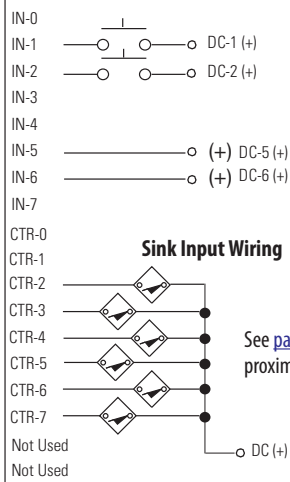 IN-0
IN-1 DC-1 (+)
IN-2 DC-2 (+)
IN-3
IN-4
IN-5 (+) DC-5 (+)
IN-6 (+) DC-6 (+)
IN-7
CTR-0
Sink Input Wiring
CTR-1
CTR-2
CTR-3
CTR-4 See pa
CTR-5 proxim
CTR-6
CTR-7
Not Used DC (+)
Not Used